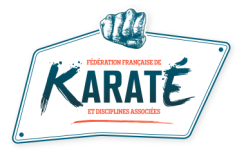 FÉDÉRATION FRANÇAISE DE
KARATÉ
ET DISCIPLINES ASSOCIÉES